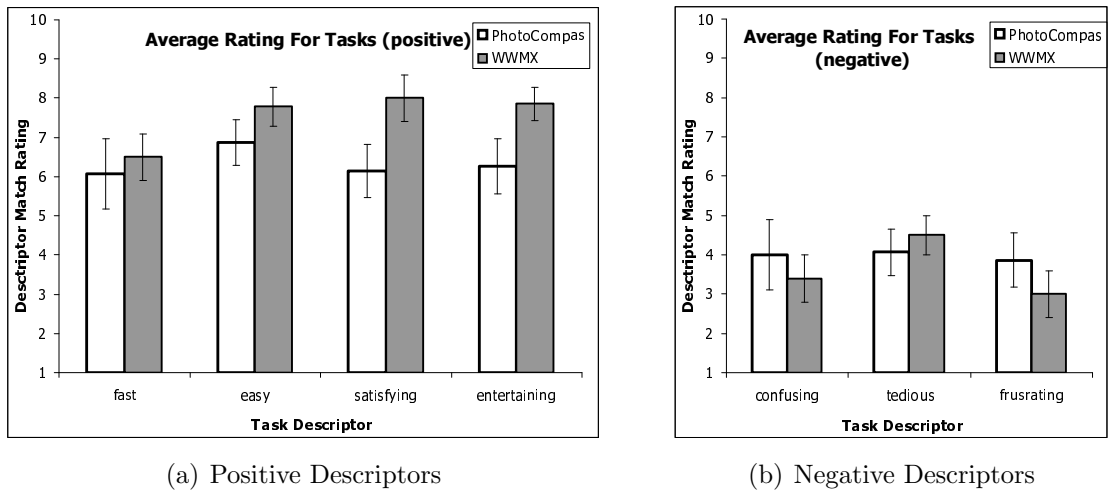 Average Rating For Tasks (positive)
PhotoCompas
WWMX
Desctriptor Match Rating
10
9
8
7
6
5
4
3
2
1
fast easy satisfying entertaining
Task Descriptor
(a) Positive Descriptors
Average Rating For Tasks
(negative)
PhotoCompas
WWMX
Desctriptor Match Rating
10
9
8
7
6
5
4
3
2
1
confusing tedious frusrating
Task Descriptor
(b) Negative Descriptors